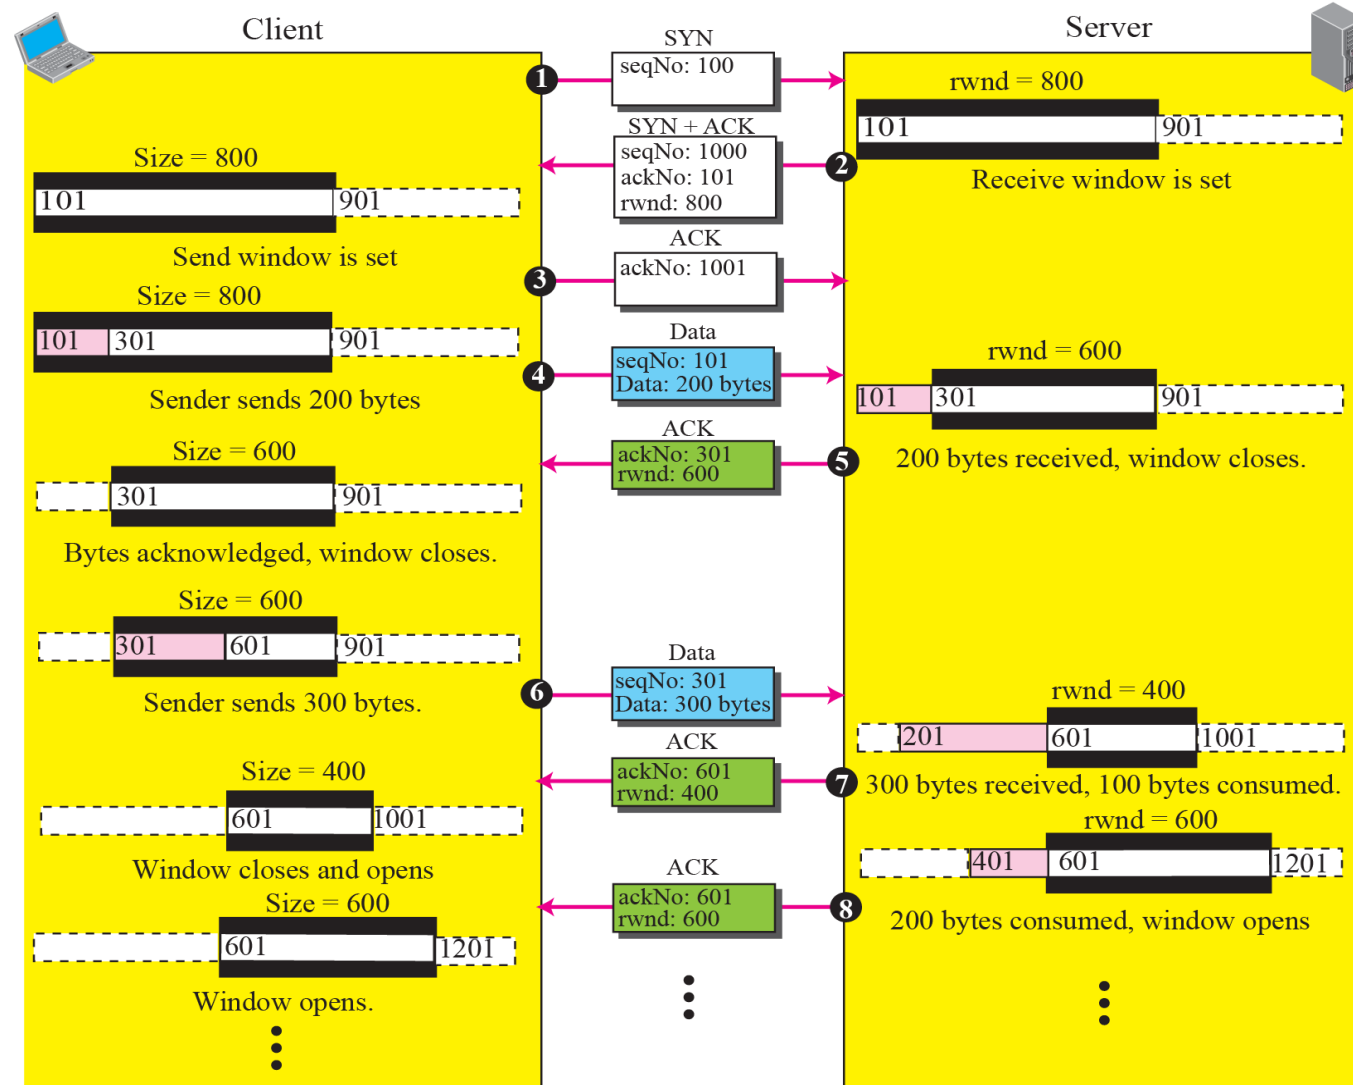 Client
Server
SYN
seqNo: 100
1
rwnd = 800
101
901
Receive window is set
SYN + ACK
seqNo: 1000
ackNo: 101
rwnd: 800
2
Size = 800
101
901
Send window is set
ACK
ackNo: 1001
3
Size = 800
101
301
901
Sender sends 200 bytes
Data
seqNo: 101
Data: 200 bytes
4
rwnd = 600
101
301
901
200 bytes received, window closes.
ACK
ackNo: 301
rwnd: 600
5
Size = 600
301
901
Bytes acknowledged, window closes.
Size = 600
301
601
901
Sender sends 300 bytes.
Data
seqNo: 301
Data: 300 bytes
6
rwnd = 400
201
601
1001
300 bytes received, 100 bytes consumed.
ACK
ackNo: 601
rwnd: 400
7
Size = 400
601
1001
Window closes and opens
rwnd = 600
401
601
1201
200 bytes consumed, window opens
ACK
ackNo: 601
rwnd: 600
8
Size = 600
601
1201
Window opens.